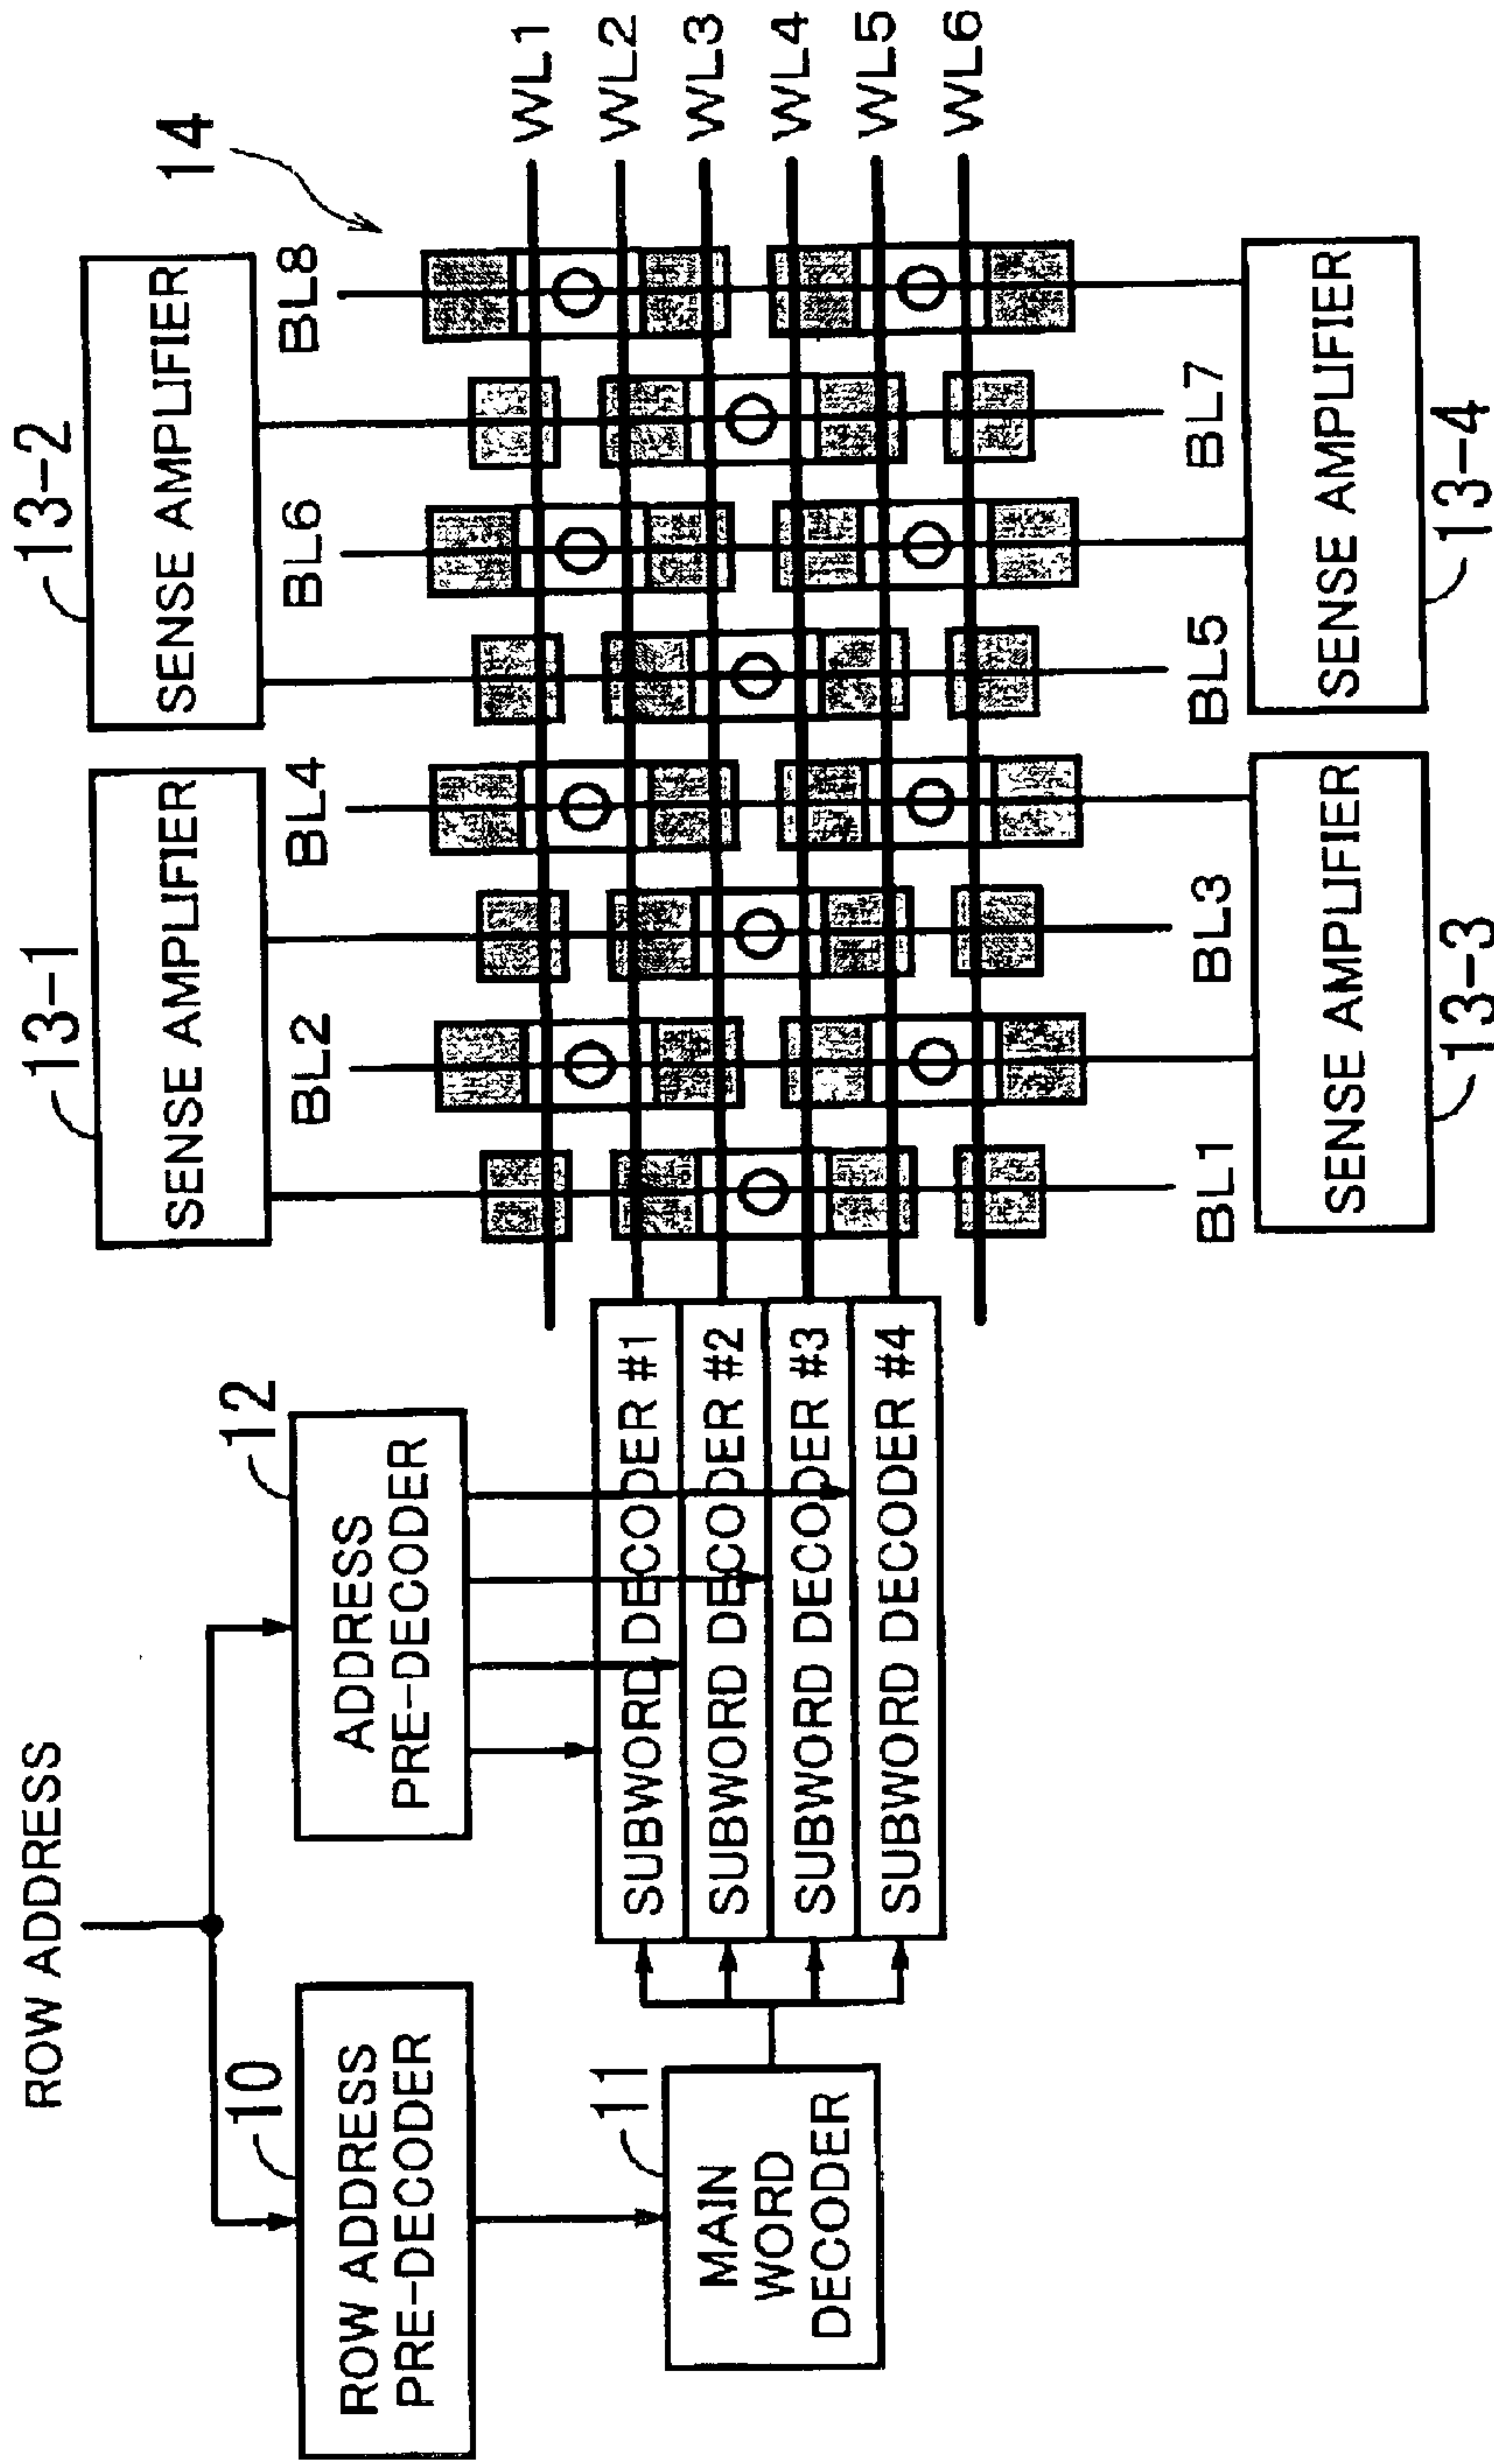 ROW ADDRESS
10
ROW ADDRESS
PRE-DECODER
12
ADDRESS
PRE-DECODER
11
MAIN
WORD
DECODER
SUBWORD DECODER #1
SUBWORD DECODER #2
SUBWORD DECODER #3
SUBWORD DECODER #4
13-1
SENSE AMPLIFIER
13-2
SENSE AMPLIFIER
BL2
BL4
BL6
BL8
14
WL1
WL2
WL3
WL4
WL5
WL6
BL1
BL3
BL5
BL7
SENSE AMPLIFIER
13-3
SENSE AMPLIFIER
13-4